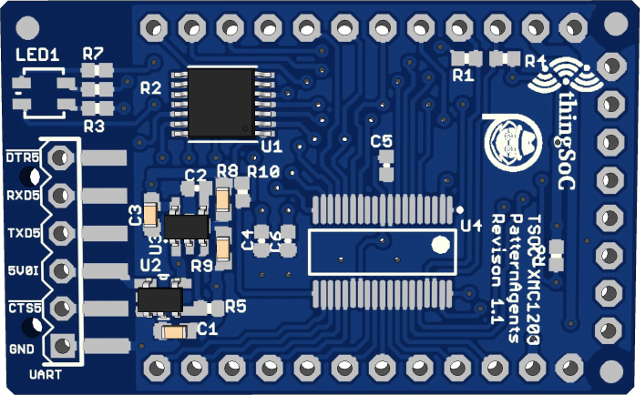 LED1
R7
R2
R3
R1
R4
thingSoC
U1
DTR5
RXD5
TXD5
5V0I
CTS5
GND
UART
C2
R8
R10
C5
C3
U3
R9
C4
C6
U4
U2
R5
C1
PatternAgents
Revison 1.1